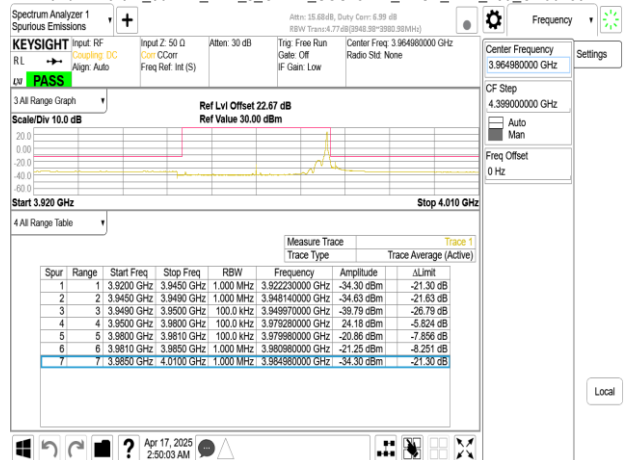 Spectrum Analyzer 1
Spurious Emissions
Attn: 15.68dB, Duty Corr: 6.99 dB
RBW Trans:4.77dB(3948.98~3980.98MHz)
Frequency
KEYSIGHT
RL
LXI
PASS
Input: RF
Coupling: DC
Align: Auto
Input Z: 50 Ω
Corr CCorr
Freq Ref: Int (S)
Atten: 30 dB
Trig: Free Run
Gate: Off
IF Gain: Low
Center Freq: 3.964980000 GHz
Radio Std: None
Center Frequency
3.964980000 GHz
Settings
CF Step
4.399000000 GHz
Auto
Man
Freq Offset
0 Hz
3 All Range Graph
Scale/Div 10.0 dB
Ref Lvl Offset 22.67 dB
Ref Value 30.00 dBm
20.0
0.00
-20.0
-40.0
-60.0
Start 3.920 GHz
Stop 4.010 GHz
4 All Range Table
Measure Trace Trace 1
Trace Type Trace Average (Active)
Spur Range Start Freq Stop Freq RBW Frequency Amplitude ΔLimit
1 1 3.9200 GHz 3.9450 GHz 1.000 MHz 3.922230000 GHz -34.30 dBm -21.30 dB
2 2 3.9450 GHz 3.9490 GHz 1.000 MHz 3.948140000 GHz -34.63 dBm -21.63 dB
3 3 3.9490 GHz 3.9500 GHz 100.0 kHz 3.949970000 GHz -39.79 dBm -26.79 dB
4 4 3.9500 GHz 3.9800 GHz 100.0 kHz 3.979280000 GHz 24.18 dBm -5.824 dB
5 5 3.9800 GHz 3.9810 GHz 100.0 kHz 3.979980000 GHz -20.86 dBm -7.856 dB
6 6 3.9810 GHz 3.9850 GHz 1.000 MHz 3.980980000 GHz -21.25 dBm -8.251 dB
7 7 3.9850 GHz 4.0100 GHz 1.000 MHz 3.984980000 GHz -34.30 dBm -21.30 dB
Local
?
Apr 17, 2025
2:50:03 AM